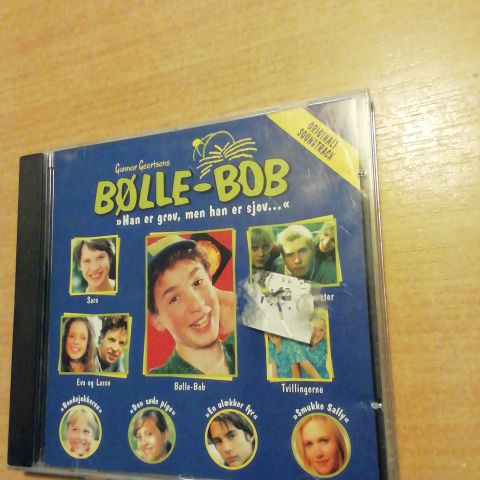 Gunnar Geertsens
BØLLE-BOB
»Han er grov, men han er sjov...«
ORIGINALT
SOUNDTRACK
Sara
Eva og Lasse
Bølle-Bob
Tvillingerne
»Bondejokkeren«
»Den søde pige«
»En ulækker fyr«
»Smukke Sally«